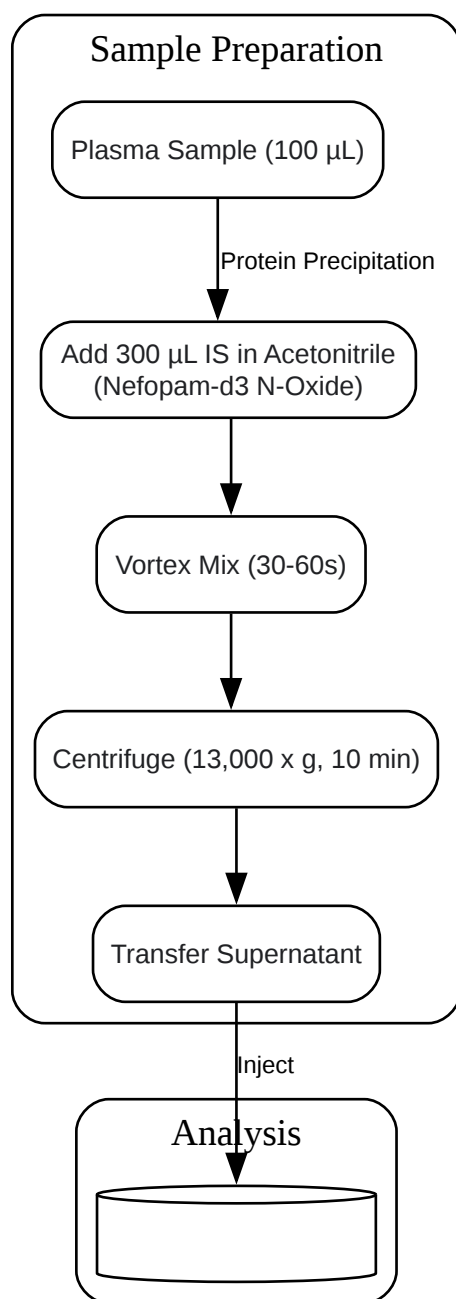 Sample Preparation
Plasma Sample (100 µL)
Protein Precipitation
Add 300 µL IS in Acetonitrile
(Nefopam-d3 N-Oxide)
Vortex Mix (30-60s)
Centrifuge (13,000 x g, 10 min)
Transfer Supernatant
Inject
Analysis